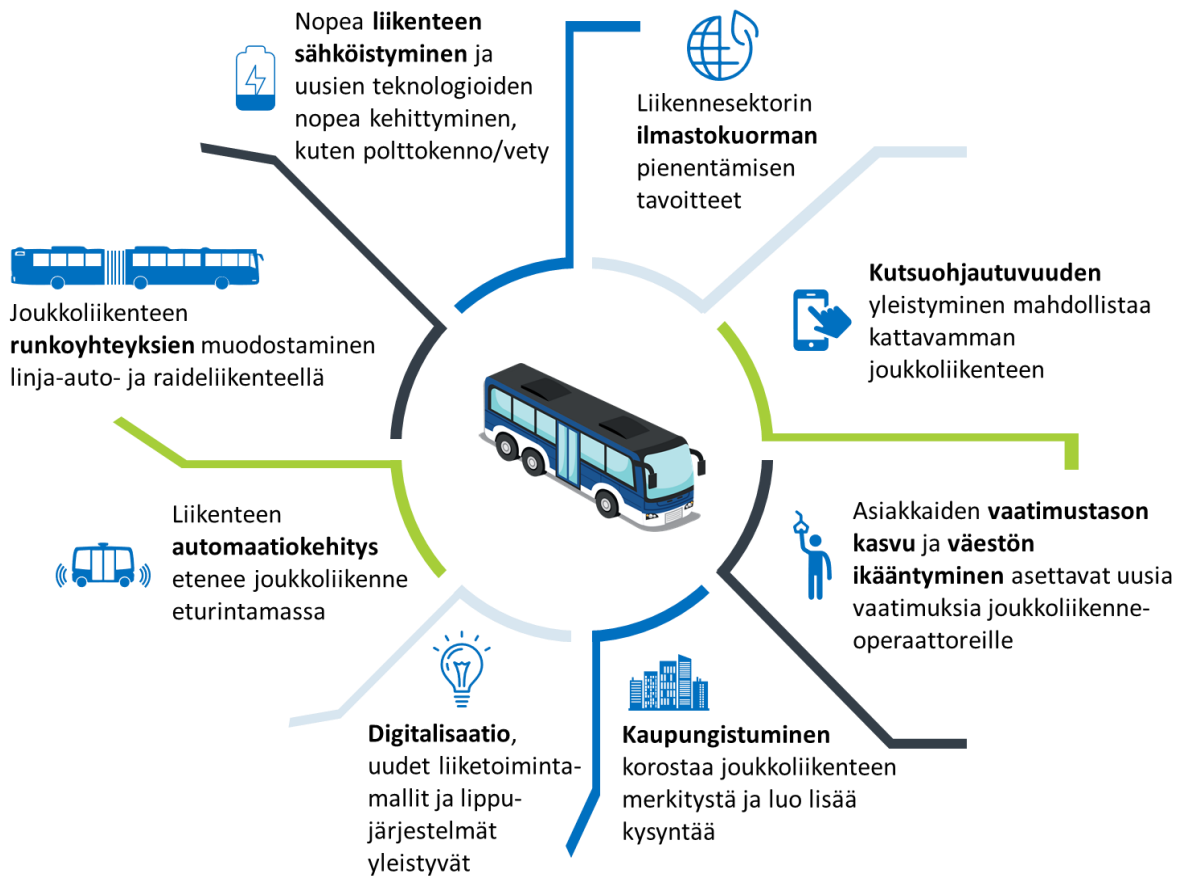 Nopea liikenteen
sähköistyminen ja
uusien teknologioiden
nopea kehittyminen,
kuten polttokenno/vety
Liikennesektorin
ilmastokuorman
pienentämisen
tavoitteet
Kutsuohjautuvuuden
yleistyminen mahdollistaa
kattavamman
joukkoliikenteen
Asiakkaiden vaatimustason
kasvu ja väestön
ikääntyminen asettavat uusia
vaatimuksia joukkoliikenne-
operaattoreille
Kaupungistuminen
korostaa joukkoliikenteen
merkitystä ja luo lisää
kysyntää
Digitalisaatio,
uudet liiketoiminta-
mallit ja lippu-
järjestelmät
yleistyvät
Liikenteen
automaatiokehitys
etenee joukkoliikenne
eturintamassa
Joukkoliikenteen
runkoyhteyksien muodostaminen
linja-auto- ja raideliikenteellä